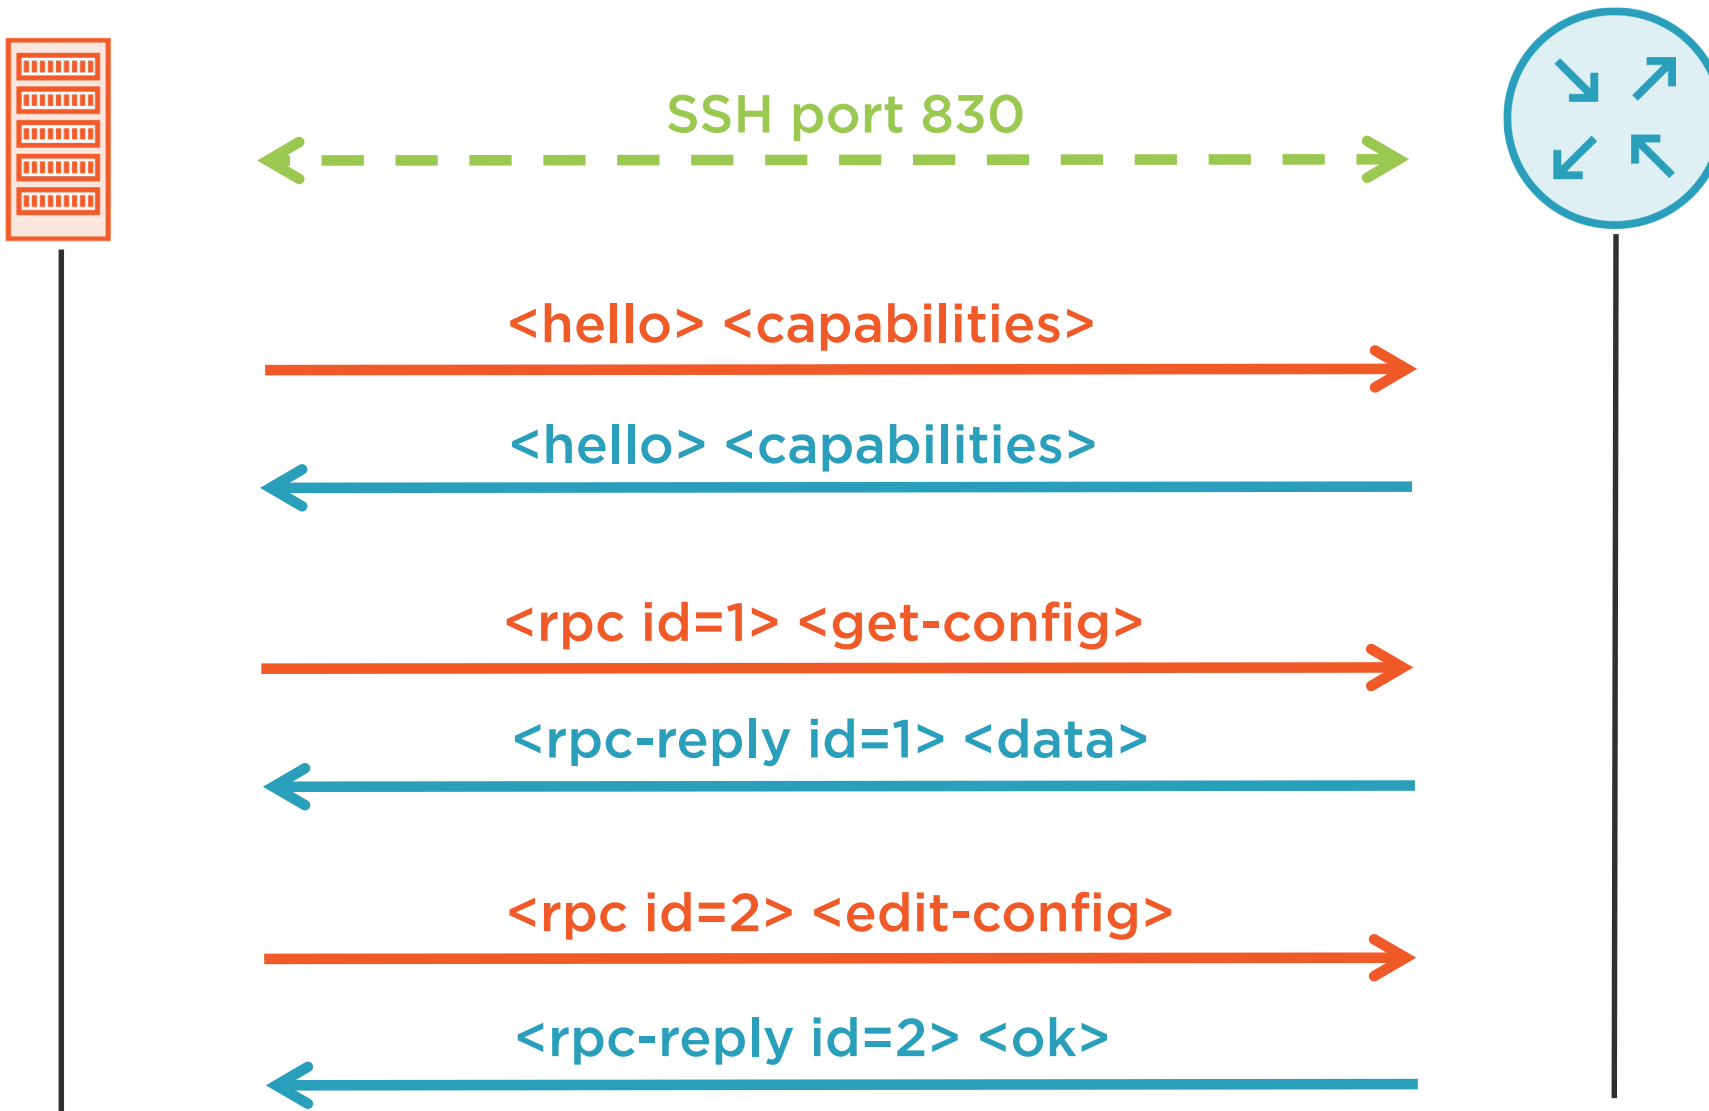 SSH port 830
<hello> <capabilities>
<hello> <capabilities>
<rpc id=1> <get-config>
<rpc-reply id=1> <data>
<rpc id=2> <edit-config>
<rpc-reply id=2> <ok>